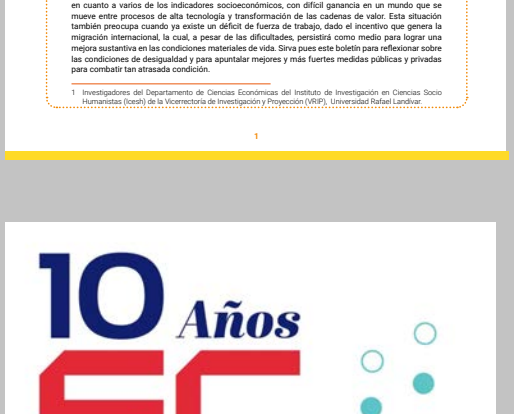 en cuanto a varios de los indicadores socioeconómicos, con difícil ganancia en un mundo que se
mueve entre procesos de alta tecnología y transformación de las cadenas de valor. Esta situación
también preocupa cuando ya existe un déficit de fuerza de trabajo, dado el incentivo que genera la
migración internacional, la cual, a pesar de las dificultades, persistirá como medio para lograr una
mejora sustantiva en las condiciones materiales de vida. Sirva pues este boletín para reflexionar sobre
las condiciones de desigualdad y para apuntalar mejores y más fuertes medidas públicas y privadas
para combatir tan atrasada condición.
1 Investigadores del Departamento de Ciencias Económicas del Instituto de Investigación en Ciencias Socio
Humanistas (Icesh) de la Vicerrectoría de Investigación y Proyección (VRIP), Universidad Rafael Landívar.
1
10 Años